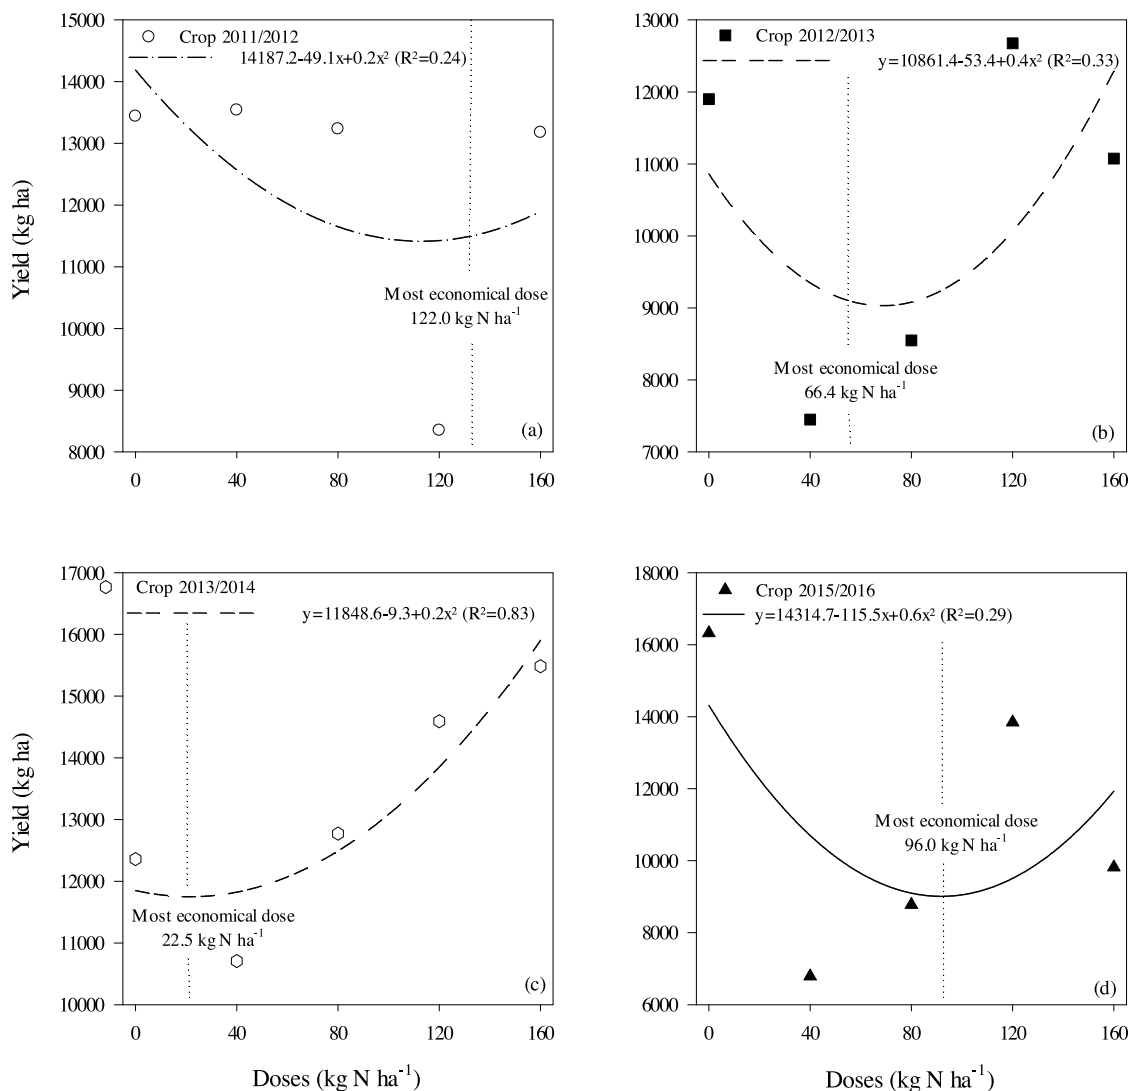 15000
14000
13000
12000
11000
10000
9000
8000
Yield (kg ha)
Crop 2011/2012
14187.2-49.1x+0.2x² (R²=0.24)
Most economical dose
122.0 kg N ha⁻¹
(a)
0 40 80 120 160
13000
12000
11000
10000
9000
8000
7000
Crop 2012/2013
y=10861.4-53.4+0.4x² (R²=0.33)
Most economical dose
66.4 kg N ha⁻¹
(b)
0 40 80 120 160
17000
16000
15000
14000
13000
12000
11000
10000
Yield (kg ha)
Crop 2013/2014
y=11848.6-9.3+0.2x² (R²=0.83)
Most economical dose
22.5 kg N ha⁻¹
(c)
0 40 80 120 160
Doses (kg N ha⁻¹)
18000
16000
14000
12000
10000
8000
6000
Crop 2015/2016
y=14314.7-115.5x+0.6x² (R²=0.29)
Most economical dose
96.0 kg N ha⁻¹
(d)
0 40 80 120 160
Doses (kg N ha⁻¹)